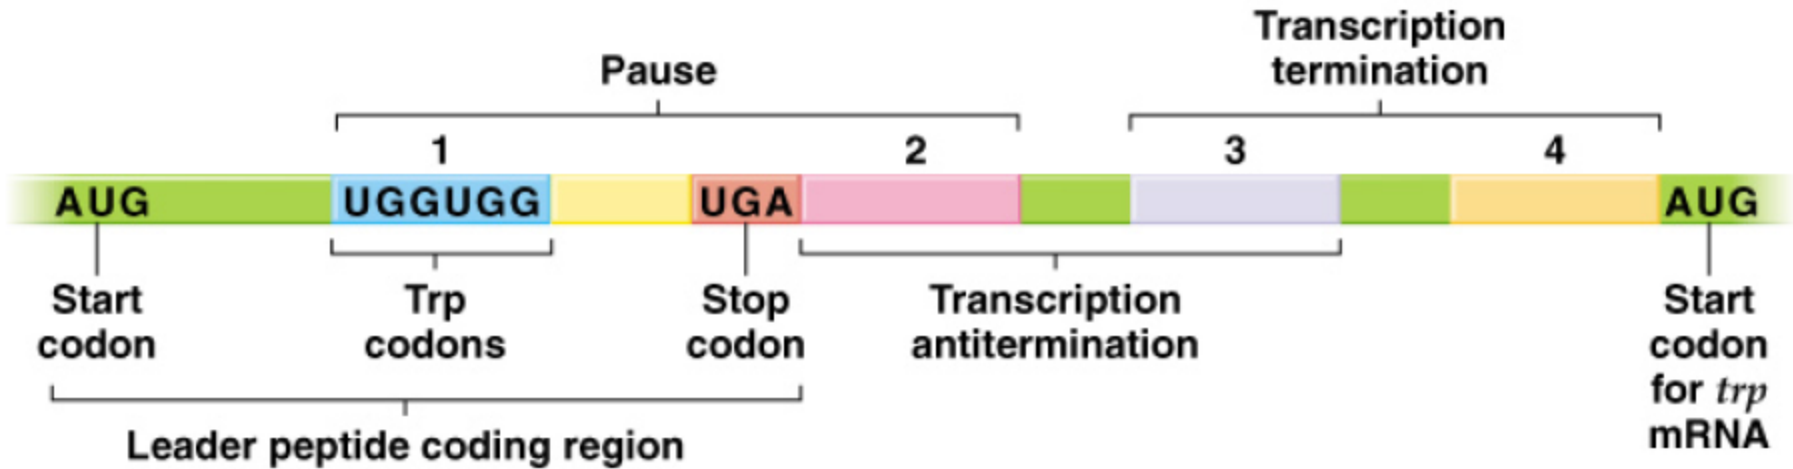 Transcription
termination
Pause
1
2
3
4
AUG
UGGUGG
UGA
AUG
Start
codon
Trp
codons
Stop
codon
Transcription
antitermination
Start
codon
for trp
mRNA
Leader peptide coding region